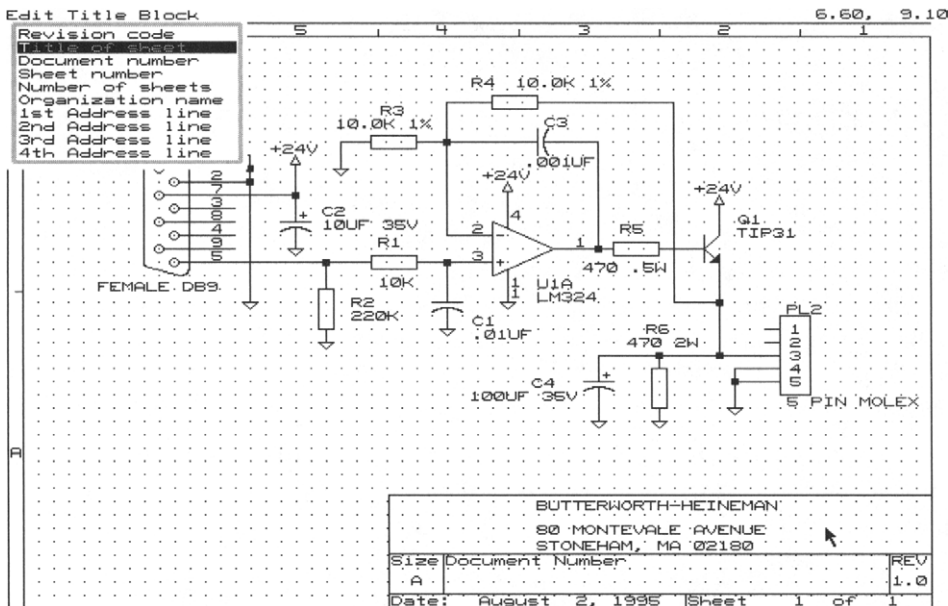 Edit Title Block 6.60, 9.10
Revision code
Title of sheet
Document number
Sheet number
Number of sheets
Organization name
1st Address line
2nd Address line
3rd Address line
4th Address line
5 4 3 2 1
R4 10.0K 1%
R3
10.0K 1%
C3
.001UF
+24V
+24V
+24V
2
7
3
8
4
9
5
FEMALE DB9
C2
10UF 35V
R1
10K
R2
220K
C1
.01UF
2
3
4
1
1
1
U1A
LM324
R5
470 .5W
Q1
TIP31
R6
470 2W
C4
100UF 35V
PL2
1
2
3
4
5
5 PIN MOLEX
A
BUTTERWORTH-HEINEMAN
80 MONTEVALE AVENUE
STONEHAM, MA 02180
Size Document Number REV
A 1.0
Date: August 2, 1995 Sheet 1 of 1